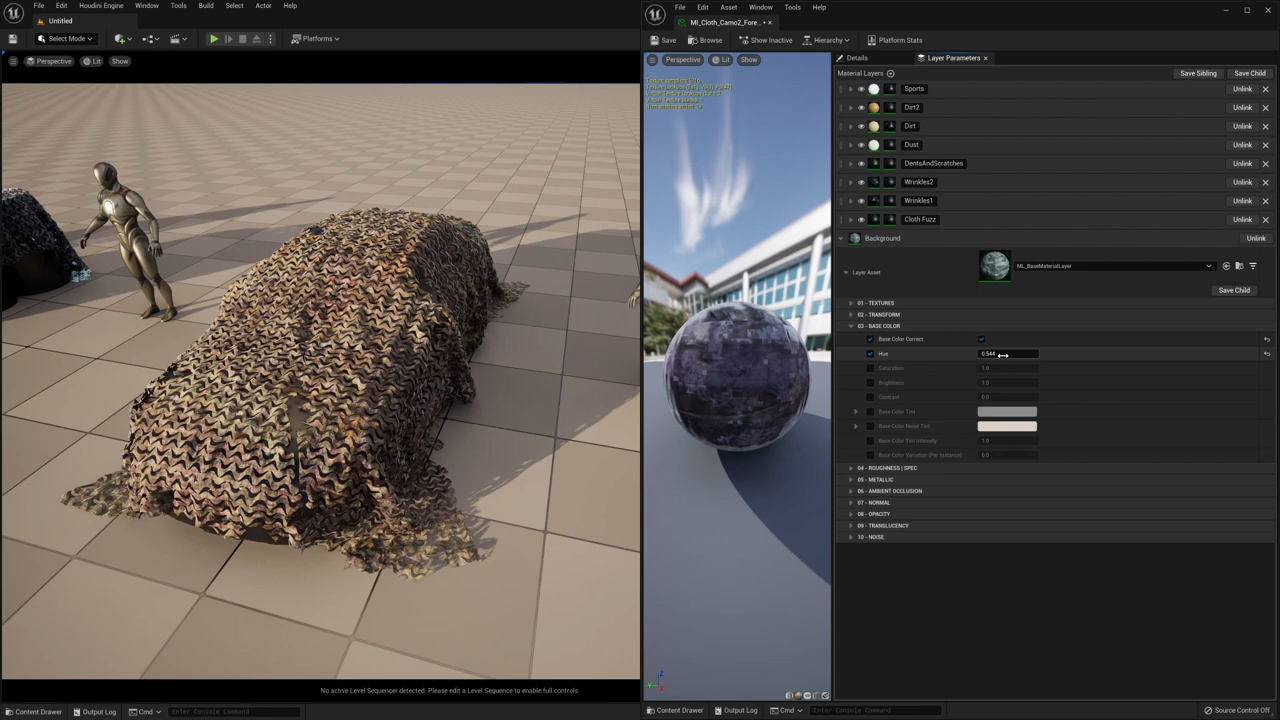 File Edit Houdini Engine Window Tools Build Select Actor Help
Untitled
Select Mode
Platforms
Perspective Lit Show
No active Level Sequencer detected. Please edit a Level Sequence to enable full controls.
Content Drawer Output Log Cmd Enter Console Command
File Edit Asset Window Tools Help
MI_Cloth_Camo2_Fore...
Save Browse Show Inactive Hierarchy Platform Stats
Perspective Lit Show
Details Layer Parameters
Material Layers Save Sibling Save Child
Sports Unlink
Dirt2 Unlink
Dirt Unlink
Dust Unlink
DentsAndScratches Unlink
Wrinkles2 Unlink
Wrinkles1 Unlink
Cloth Fuzz Unlink
Background Unlink
Layer Asset ML_BaseMaterialLayer
Save Child
01 - TEXTURES
02 - TRANSFORM
03 - BASE COLOR
Base Color Correct
Hue 0.544
Saturation 1.0
Brightness 1.0
Contrast 0.0
Base Color Tint
Base Color Noise Tint
Base Color Tint Intensity 1.0
Base Color Variation (Per Instance) 0.0
04 - ROUGHNESS | SPEC
05 - METALLIC
06 - AMBIENT OCCLUSION
07 - NORMAL
08 - OPACITY
09 - TRANSLUCENCY
10 - NOISE
Z
Y X
Content Drawer Output Log Cmd Enter Console Command Source Control Off